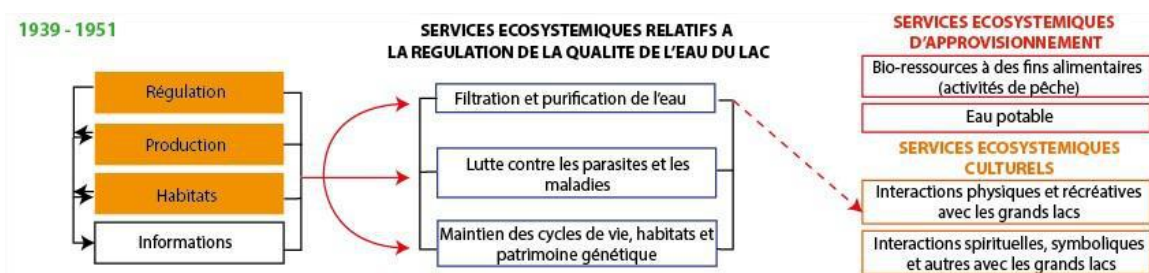 1939 - 1951
Régulation
Production
Habitats
Informations
SERVICES ECOSYSTEMIQUES RELATIFS A
LA REGULATION DE LA QUALITE DE L'EAU DU LAC
Filtration et purification de l'eau
Lutte contre les parasites et les
maladies
Maintien des cycles de vie, habitats et
patrimoine génétique
SERVICES ECOSYSTEMIQUES
D'APPROVISIONNEMENT
Bio-ressources à des fins alimentaires
(activités de pêche)
Eau potable
SERVICES ECOSYSTEMIQUES
CULTURELS
Interactions physiques et récréatives
avec les grands lacs
Interactions spirituelles, symboliques
et autres avec les grands lacs